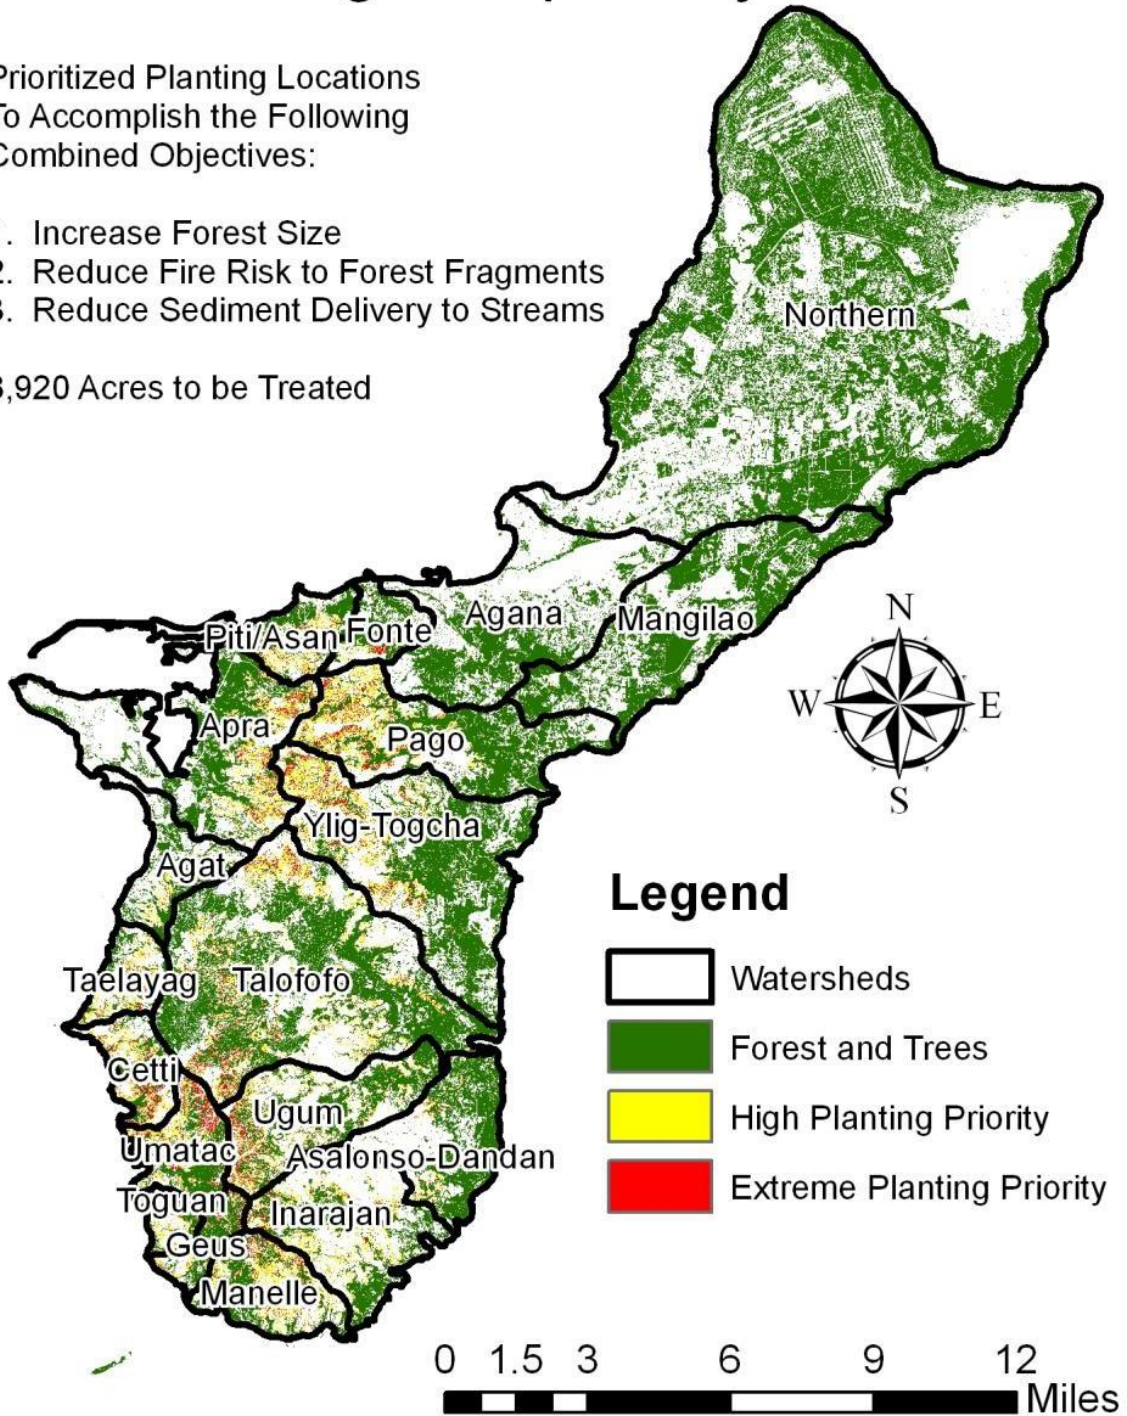 Prioritized Planting Locations
To Accomplish the Following
Combined Objectives:
. Increase Forest Size
2. Reduce Fire Risk to Forest Fragments
3. Reduce Sediment Delivery to Streams
,920 Acres to be Treated
Northern
Agana
Mangilao
Piti/Asan
Fonte
Apra
Pago
Ylig-Togcha
Agat
Taelayag
Talofofo
Cetti
Ugum
Umatac
Asalonso-Dandan
Toguan
Inarajan
Geus
Manelle
N
W
E
S
Legend
Watersheds
Forest and Trees
High Planting Priority
Extreme Planting Priority
0 1.5 3 6 9 12
Miles